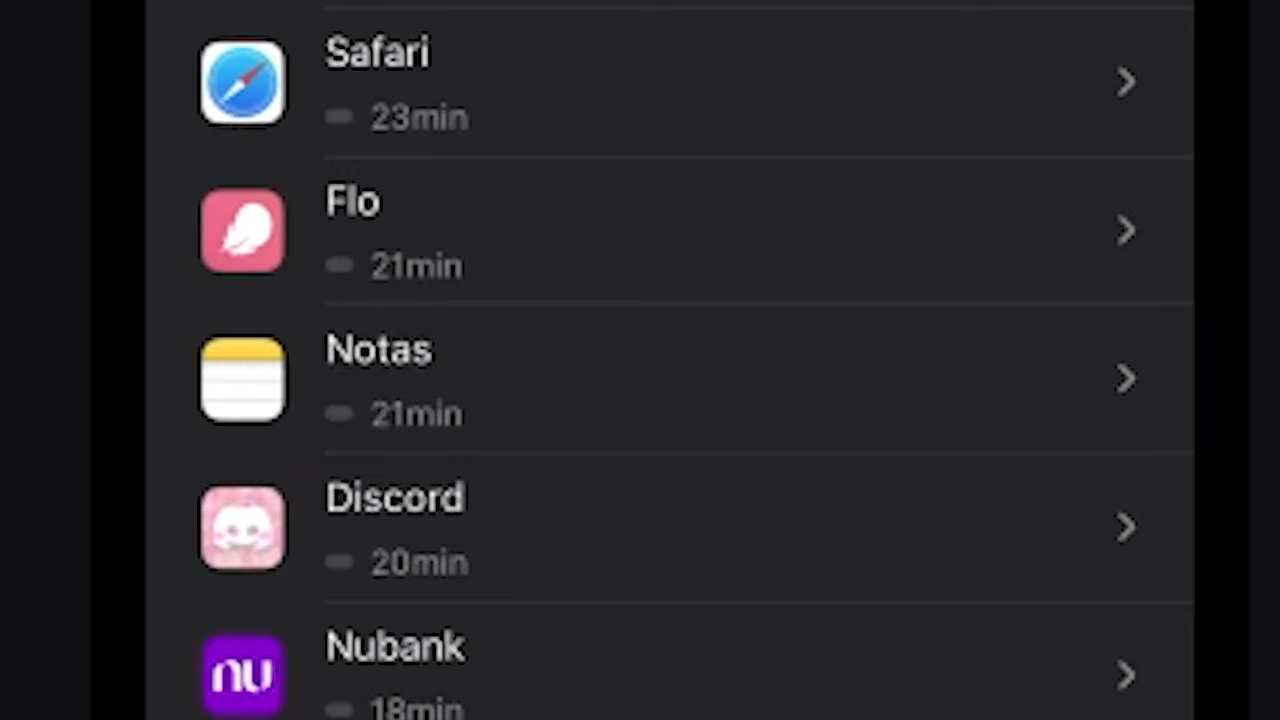 Safari
23min
Flo
21min
Notas
21min
Discord
20min
nu
Nubank
18min